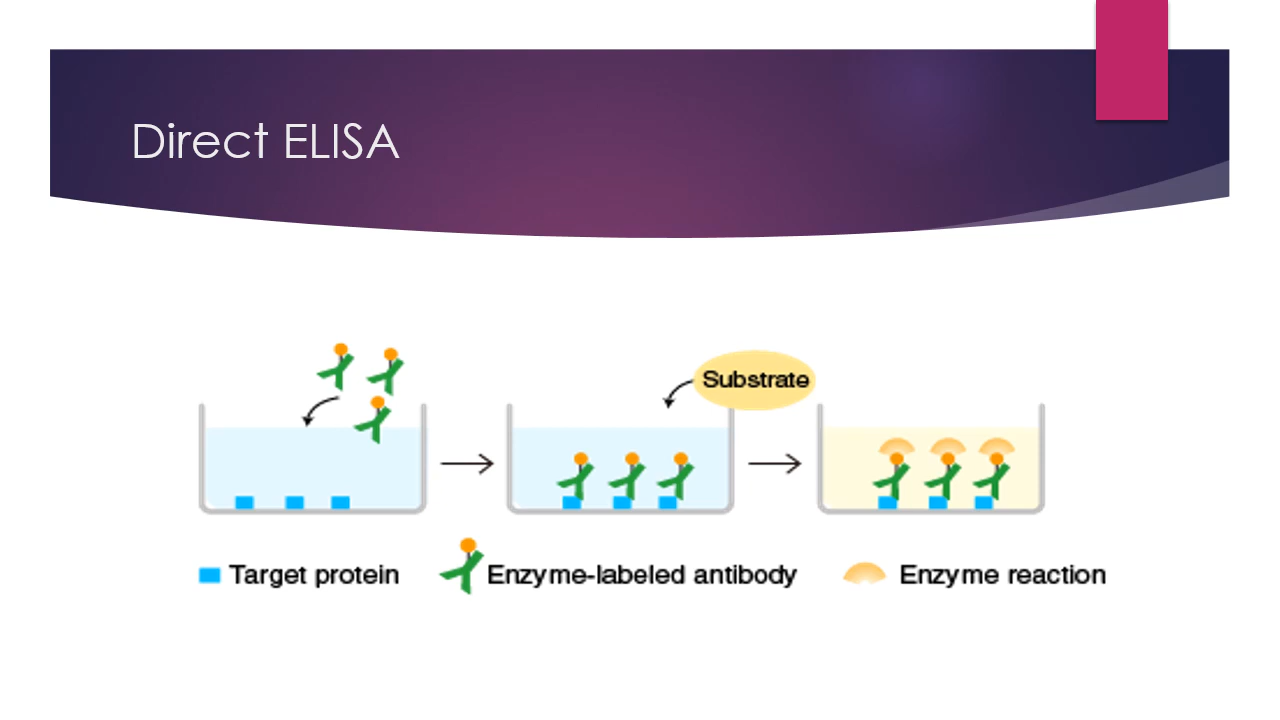 Direct ELISA
Substrate
Target protein
Enzyme-labeled antibody
Enzyme reaction